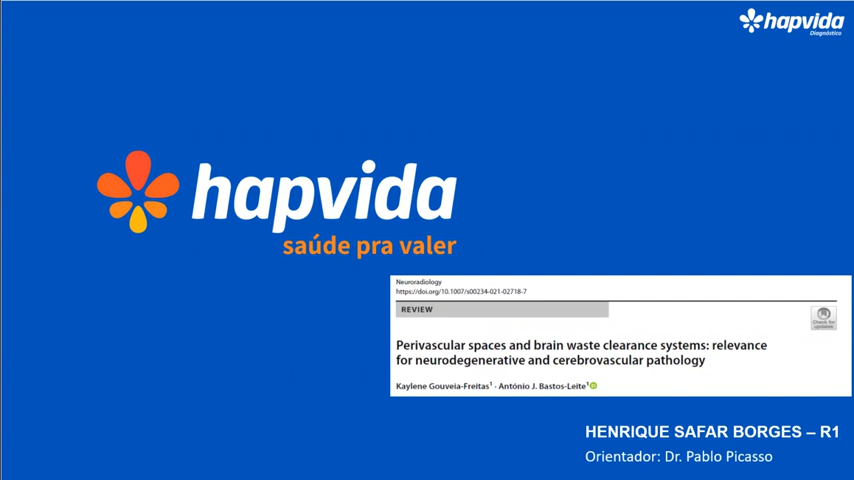 hapvida
Diagnóstico
hapvida
saúde pra valer
Neuroradiology
https://doi.org/10.1007/s00234-021-02718-7
REVIEW
Check for
updates
Perivascular spaces and brain waste clearance systems: relevance
for neurodegenerative and cerebrovascular pathology
Kaylene Gouveia-Freitas¹ · António J. Bastos-Leite¹
HENRIQUE SAFAR BORGES – R1
Orientador: Dr. Pablo Picasso